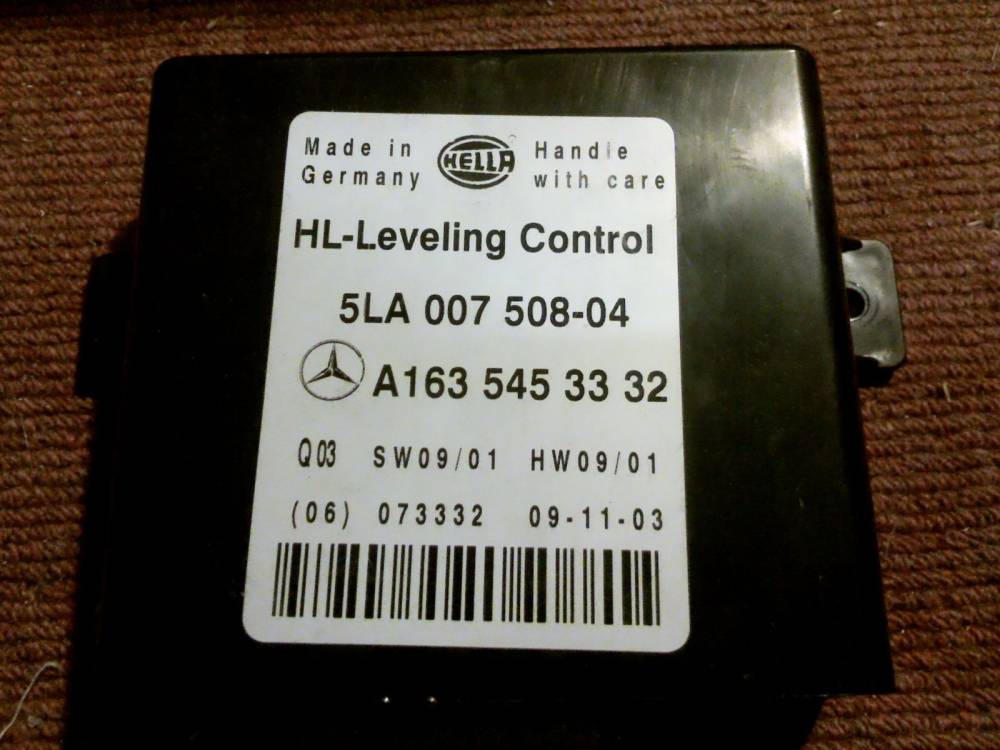 Made in
Germany
HELLA
Handle
with care
HL-Leveling Control
5LA 007 508-04
A163 545 33 32
Q03 SW09/01 HW09/01
(06) 073332 09-11-03